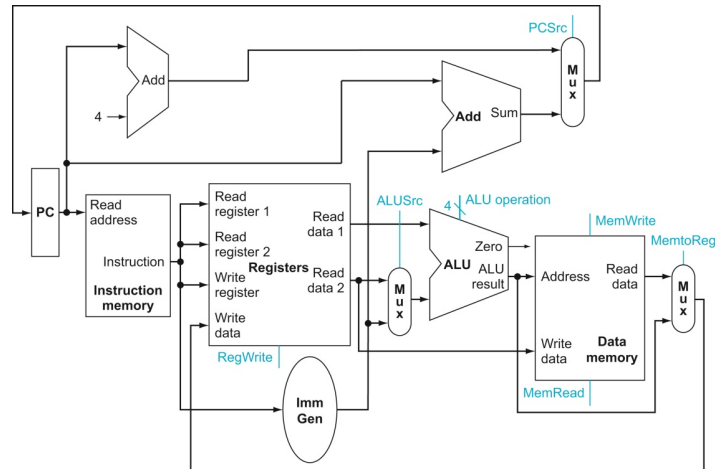 PCSrc
Add
M
u
x
4
Add Sum
PC
Read
address
Instruction
Instruction
memory
Read
register 1
Read
register 2
Write
register
Write
data
Registers
Read
data 1
Read
data 2
RegWrite
Imm
Gen
ALUSrc
M
u
x
4 ALU operation
Zero
ALU
ALU
result
MemWrite
Address
Read
data
Write
data
Data
memory
MemRead
MemtoReg
M
u
x